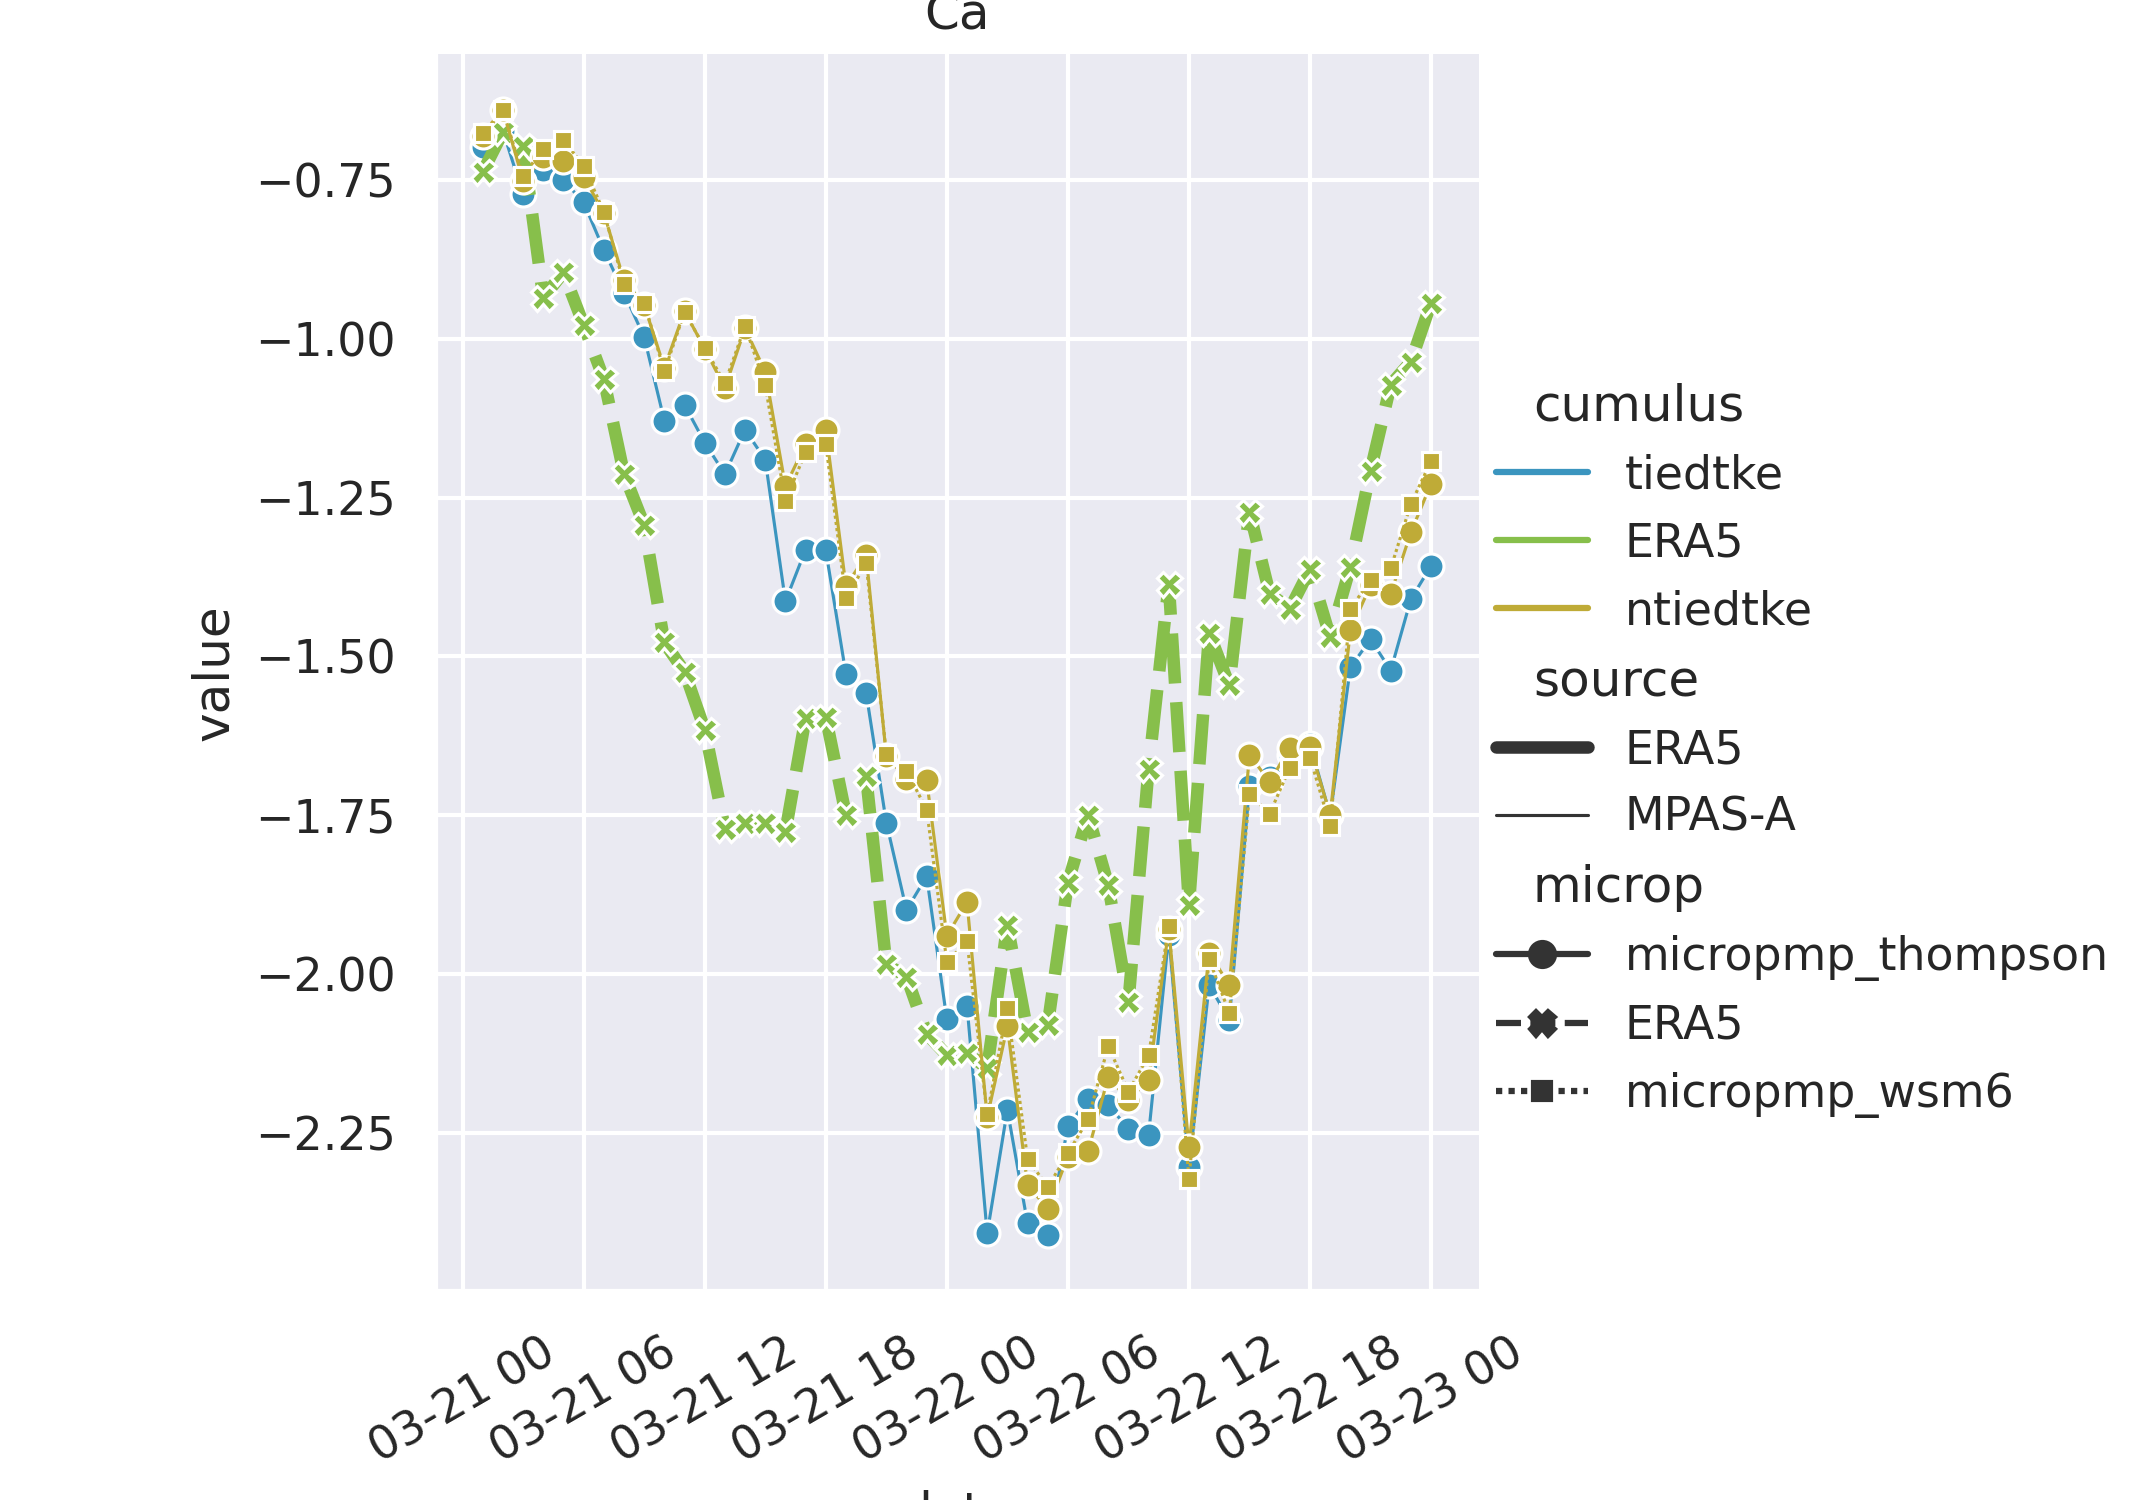 Ca
−0.75
−1.00
−1.25
−1.50
−1.75
−2.00
−2.25
value
03-21 00
03-21 06
03-21 12
03-21 18
03-22 00
03-22 06
03-22 12
03-22 18
03-23 00
cumulus
tiedtke
ERA5
ntiedtke
source
ERA5
MPAS-A
microp
micropmp_thompson
ERA5
micropmp_wsm6